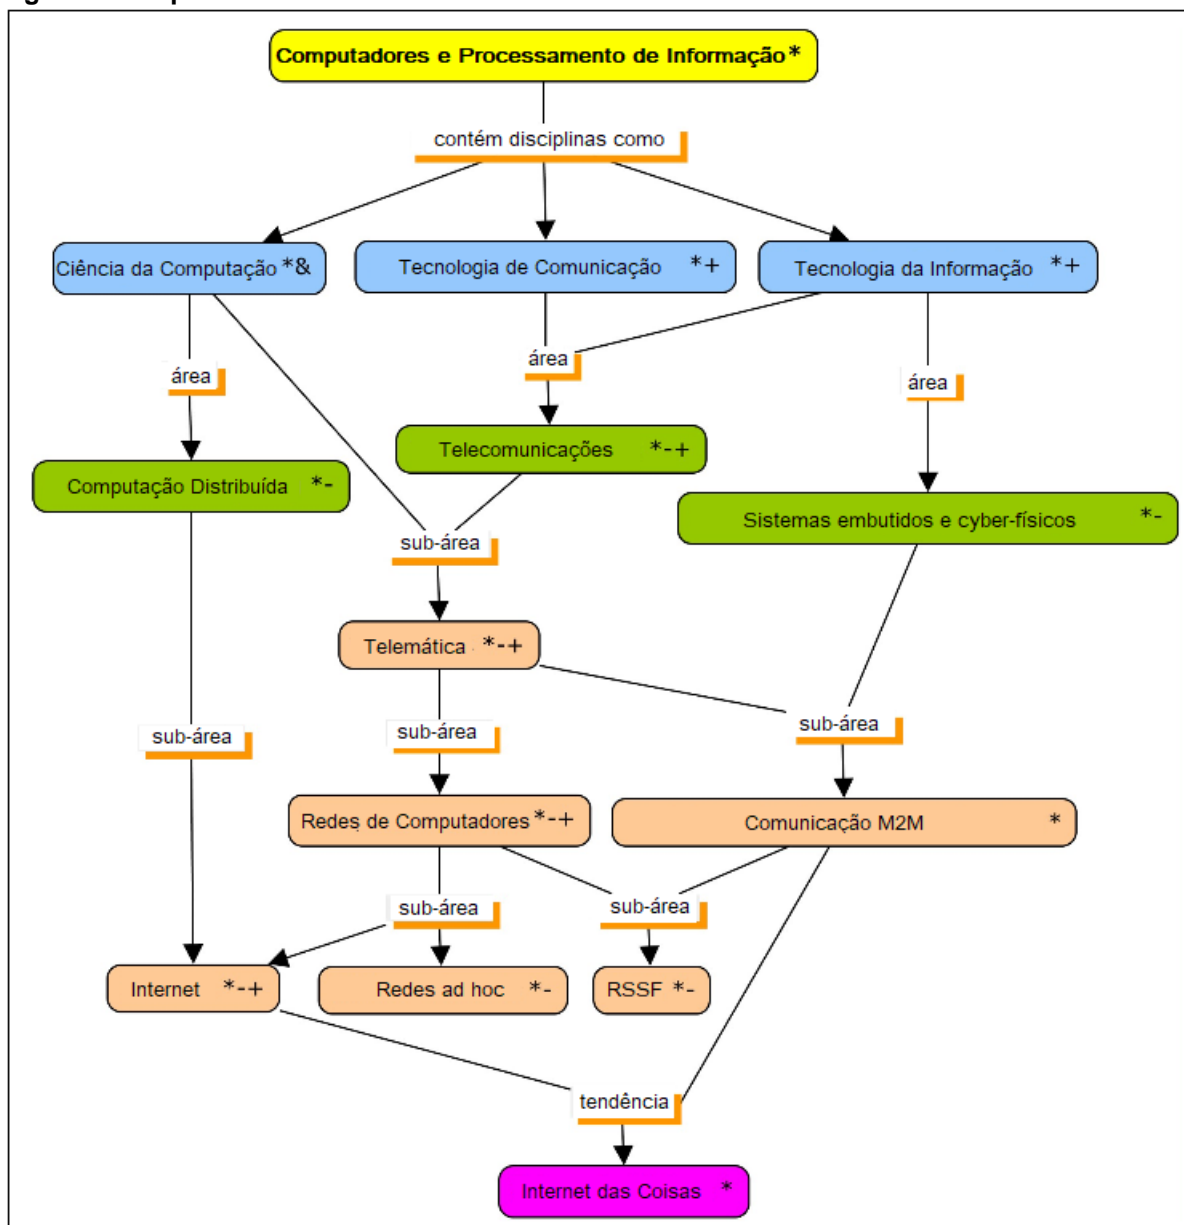 Computadores e Processamento de Informação*
contém disciplinas como
Ciência da Computação *&
Tecnologia de Comunicação *+
Tecnologia da Informação *+
área
área
área
Telecomunicações *-+
Computação Distribuída *-
Sistemas embutidos e cyber-físicos *-
sub-área
Telemática *-+
sub-área
sub-área
sub-área
Redes de Computadores *-+
Comunicação M2M *
sub-área
sub-área
Internet *-+
Redes ad hoc *-
RSSF *-
tendência
Internet das Coisas *